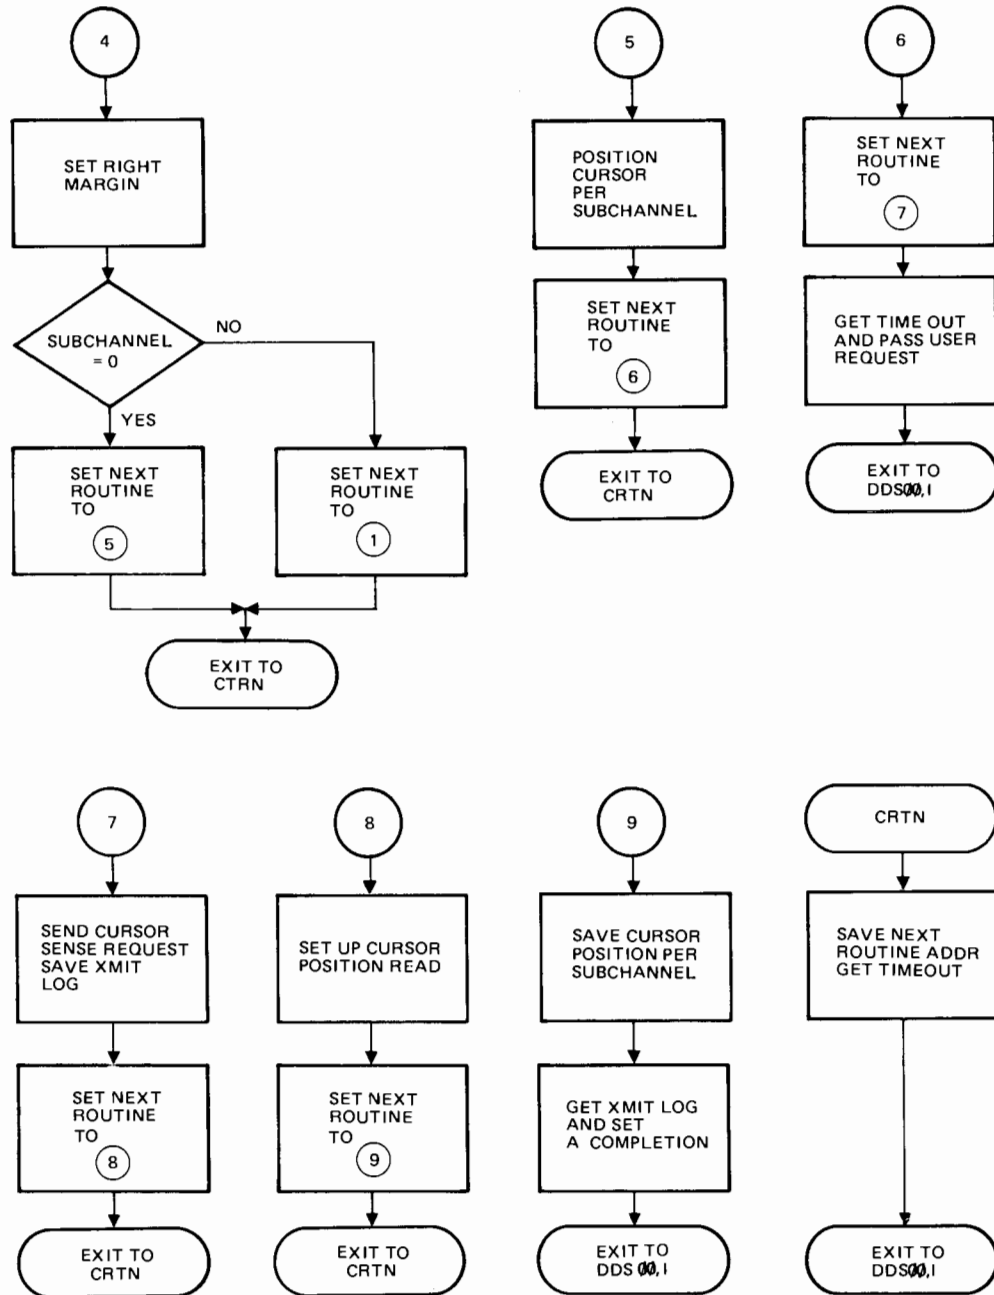 4
SET RIGHT
MARGIN
SUBCHANNEL
= 0
NO
YES
SET NEXT
ROUTINE
TO
5
SET NEXT
ROUTINE
TO
1
EXIT TO
CTRN
5
POSITION
CURSOR
PER
SUBCHANNEL
SET NEXT
ROUTINE
TO
6
EXIT TO
CRTN
6
SET NEXT
ROUTINE
TO
7
GET TIME OUT
AND PASS USER
REQUEST
EXIT TO
DDS00,I
7
SEND CURSOR
SENSE REQUEST
SAVE XMIT
LOG
SET NEXT
ROUTINE
TO
8
EXIT TO
CRTN
8
SET UP CURSOR
POSITION READ
SET NEXT
ROUTINE
TO
9
EXIT TO
CRTN
9
SAVE CURSOR
POSITION PER
SUBCHANNEL
GET XMIT LOG
AND SET
A COMPLETION
EXIT TO
DDS00,I
CRTN
SAVE NEXT
ROUTINE ADDR
GET TIMEOUT
EXIT TO
DDS00,I